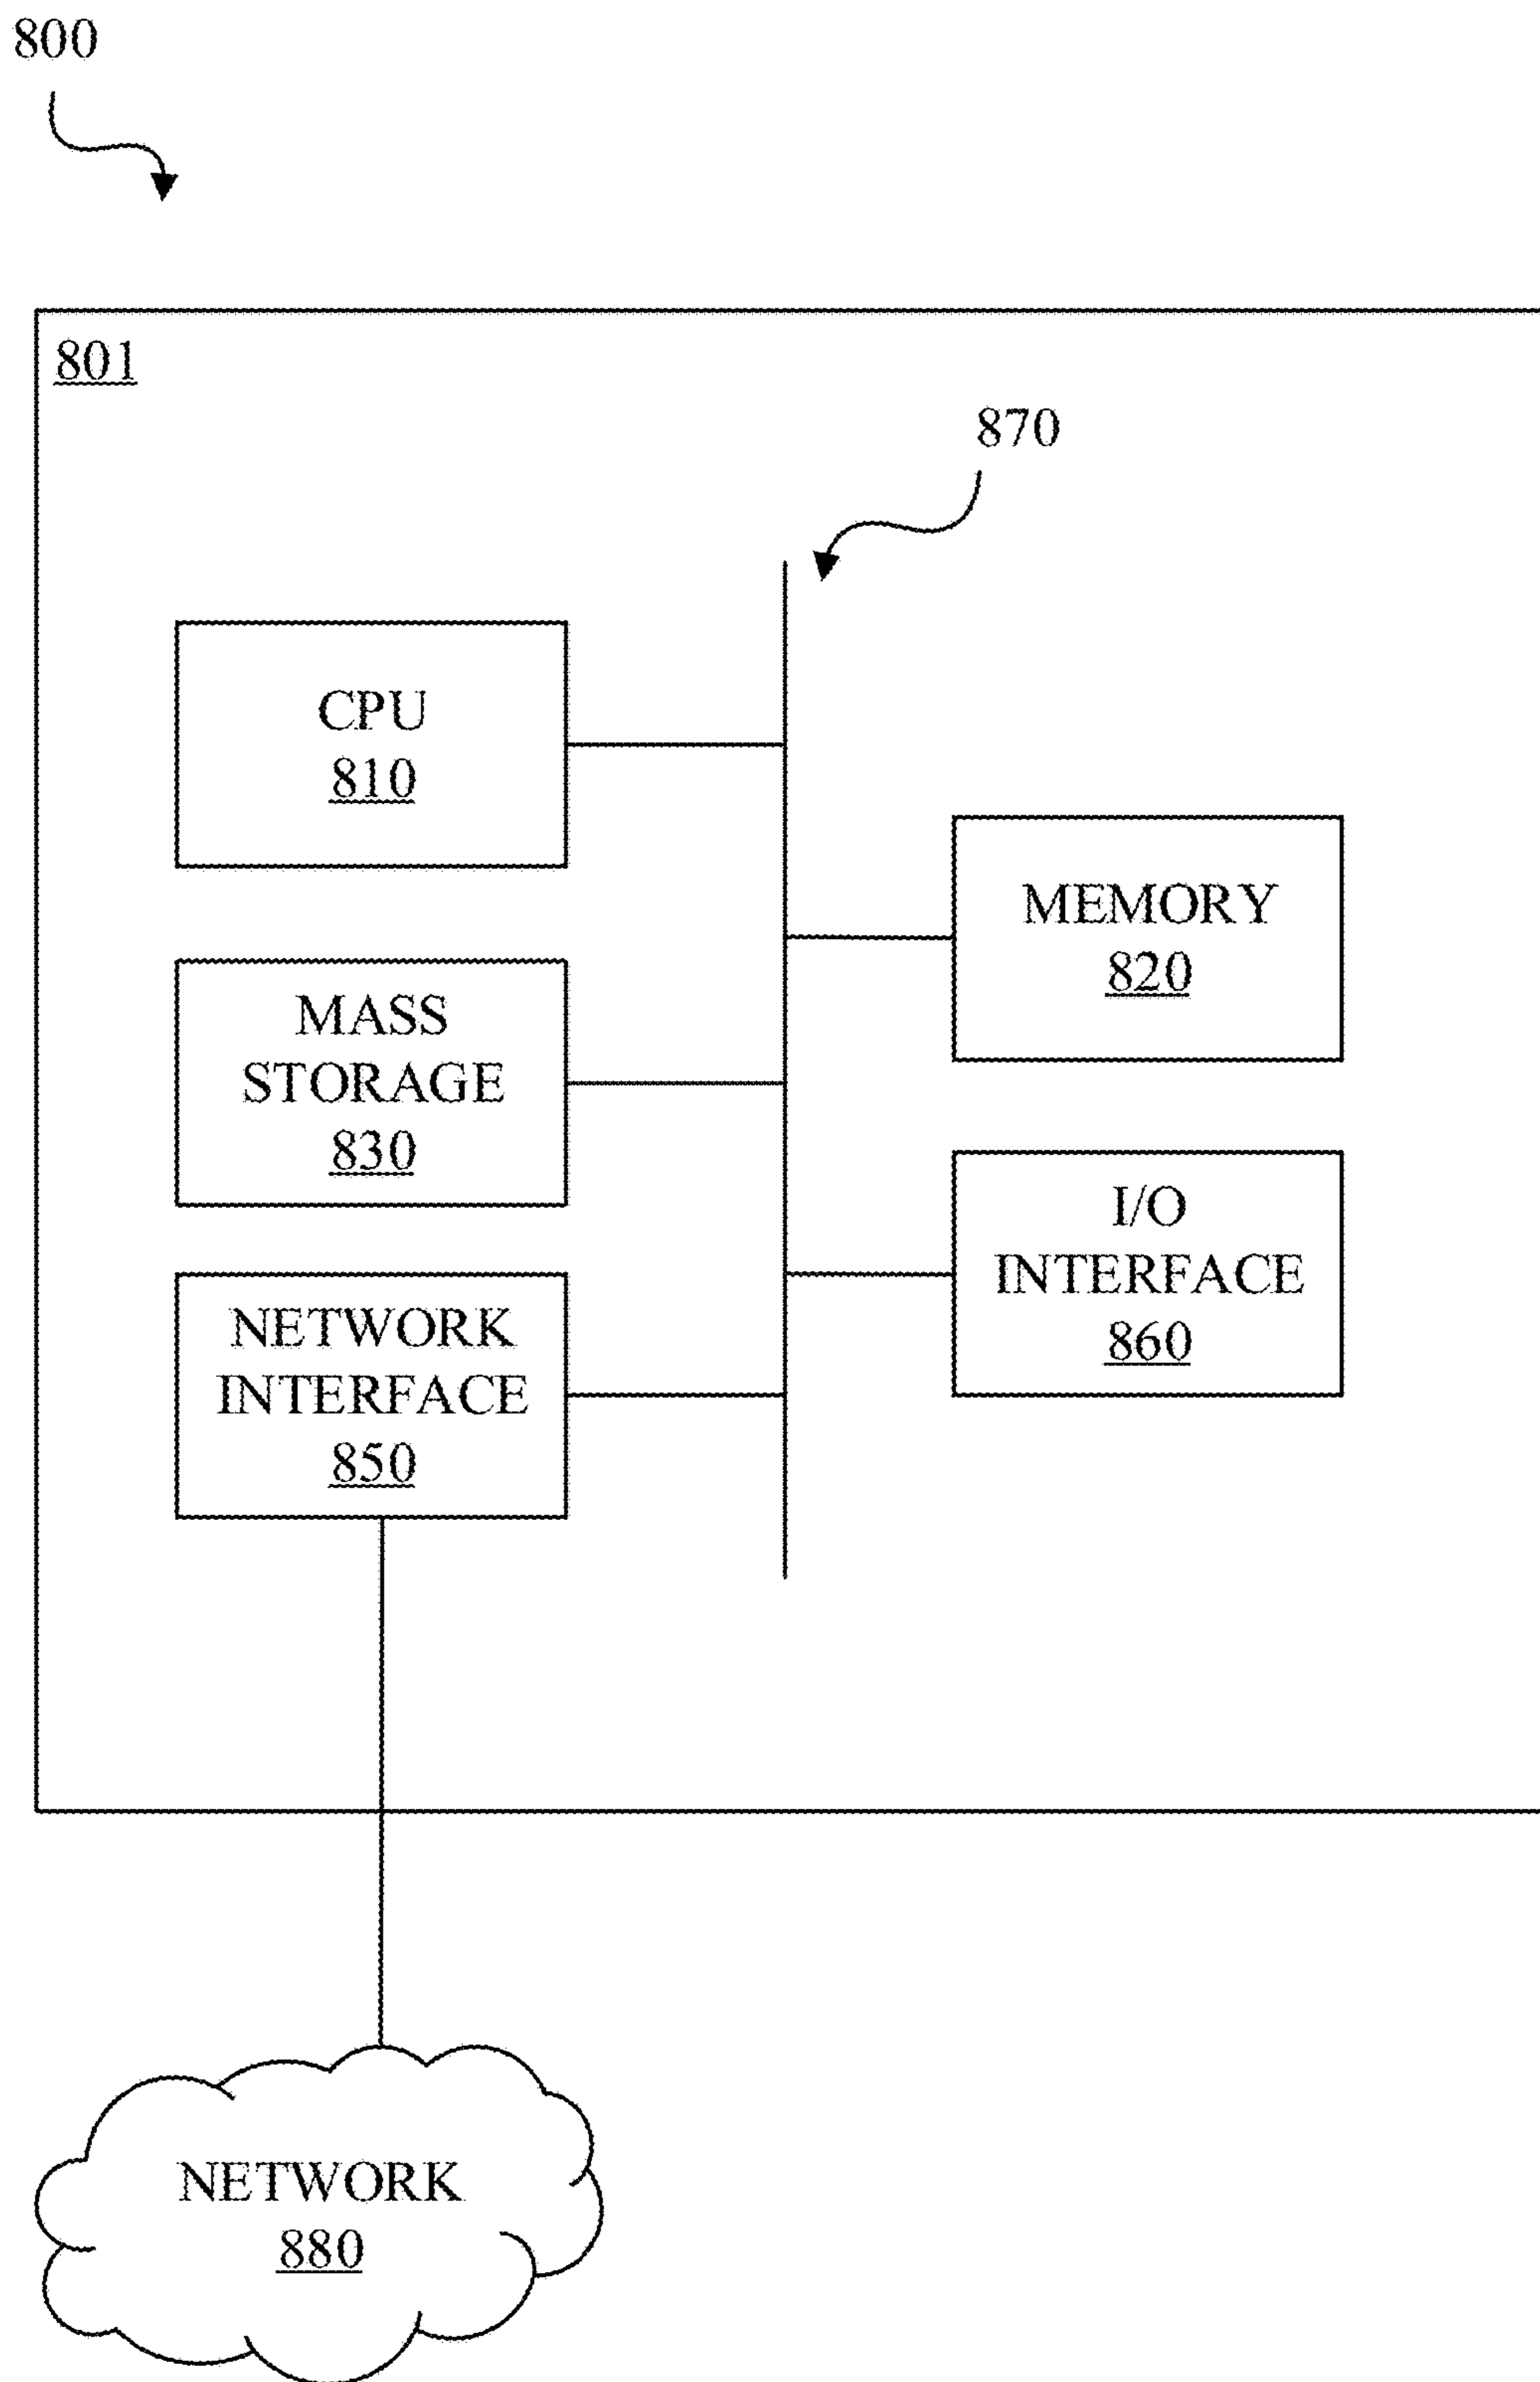 800
801
870
CPU
810
MEMORY
820
MASS
STORAGE
830
I/O
INTERFACE
860
NETWORK
INTERFACE
850
NETWORK
880